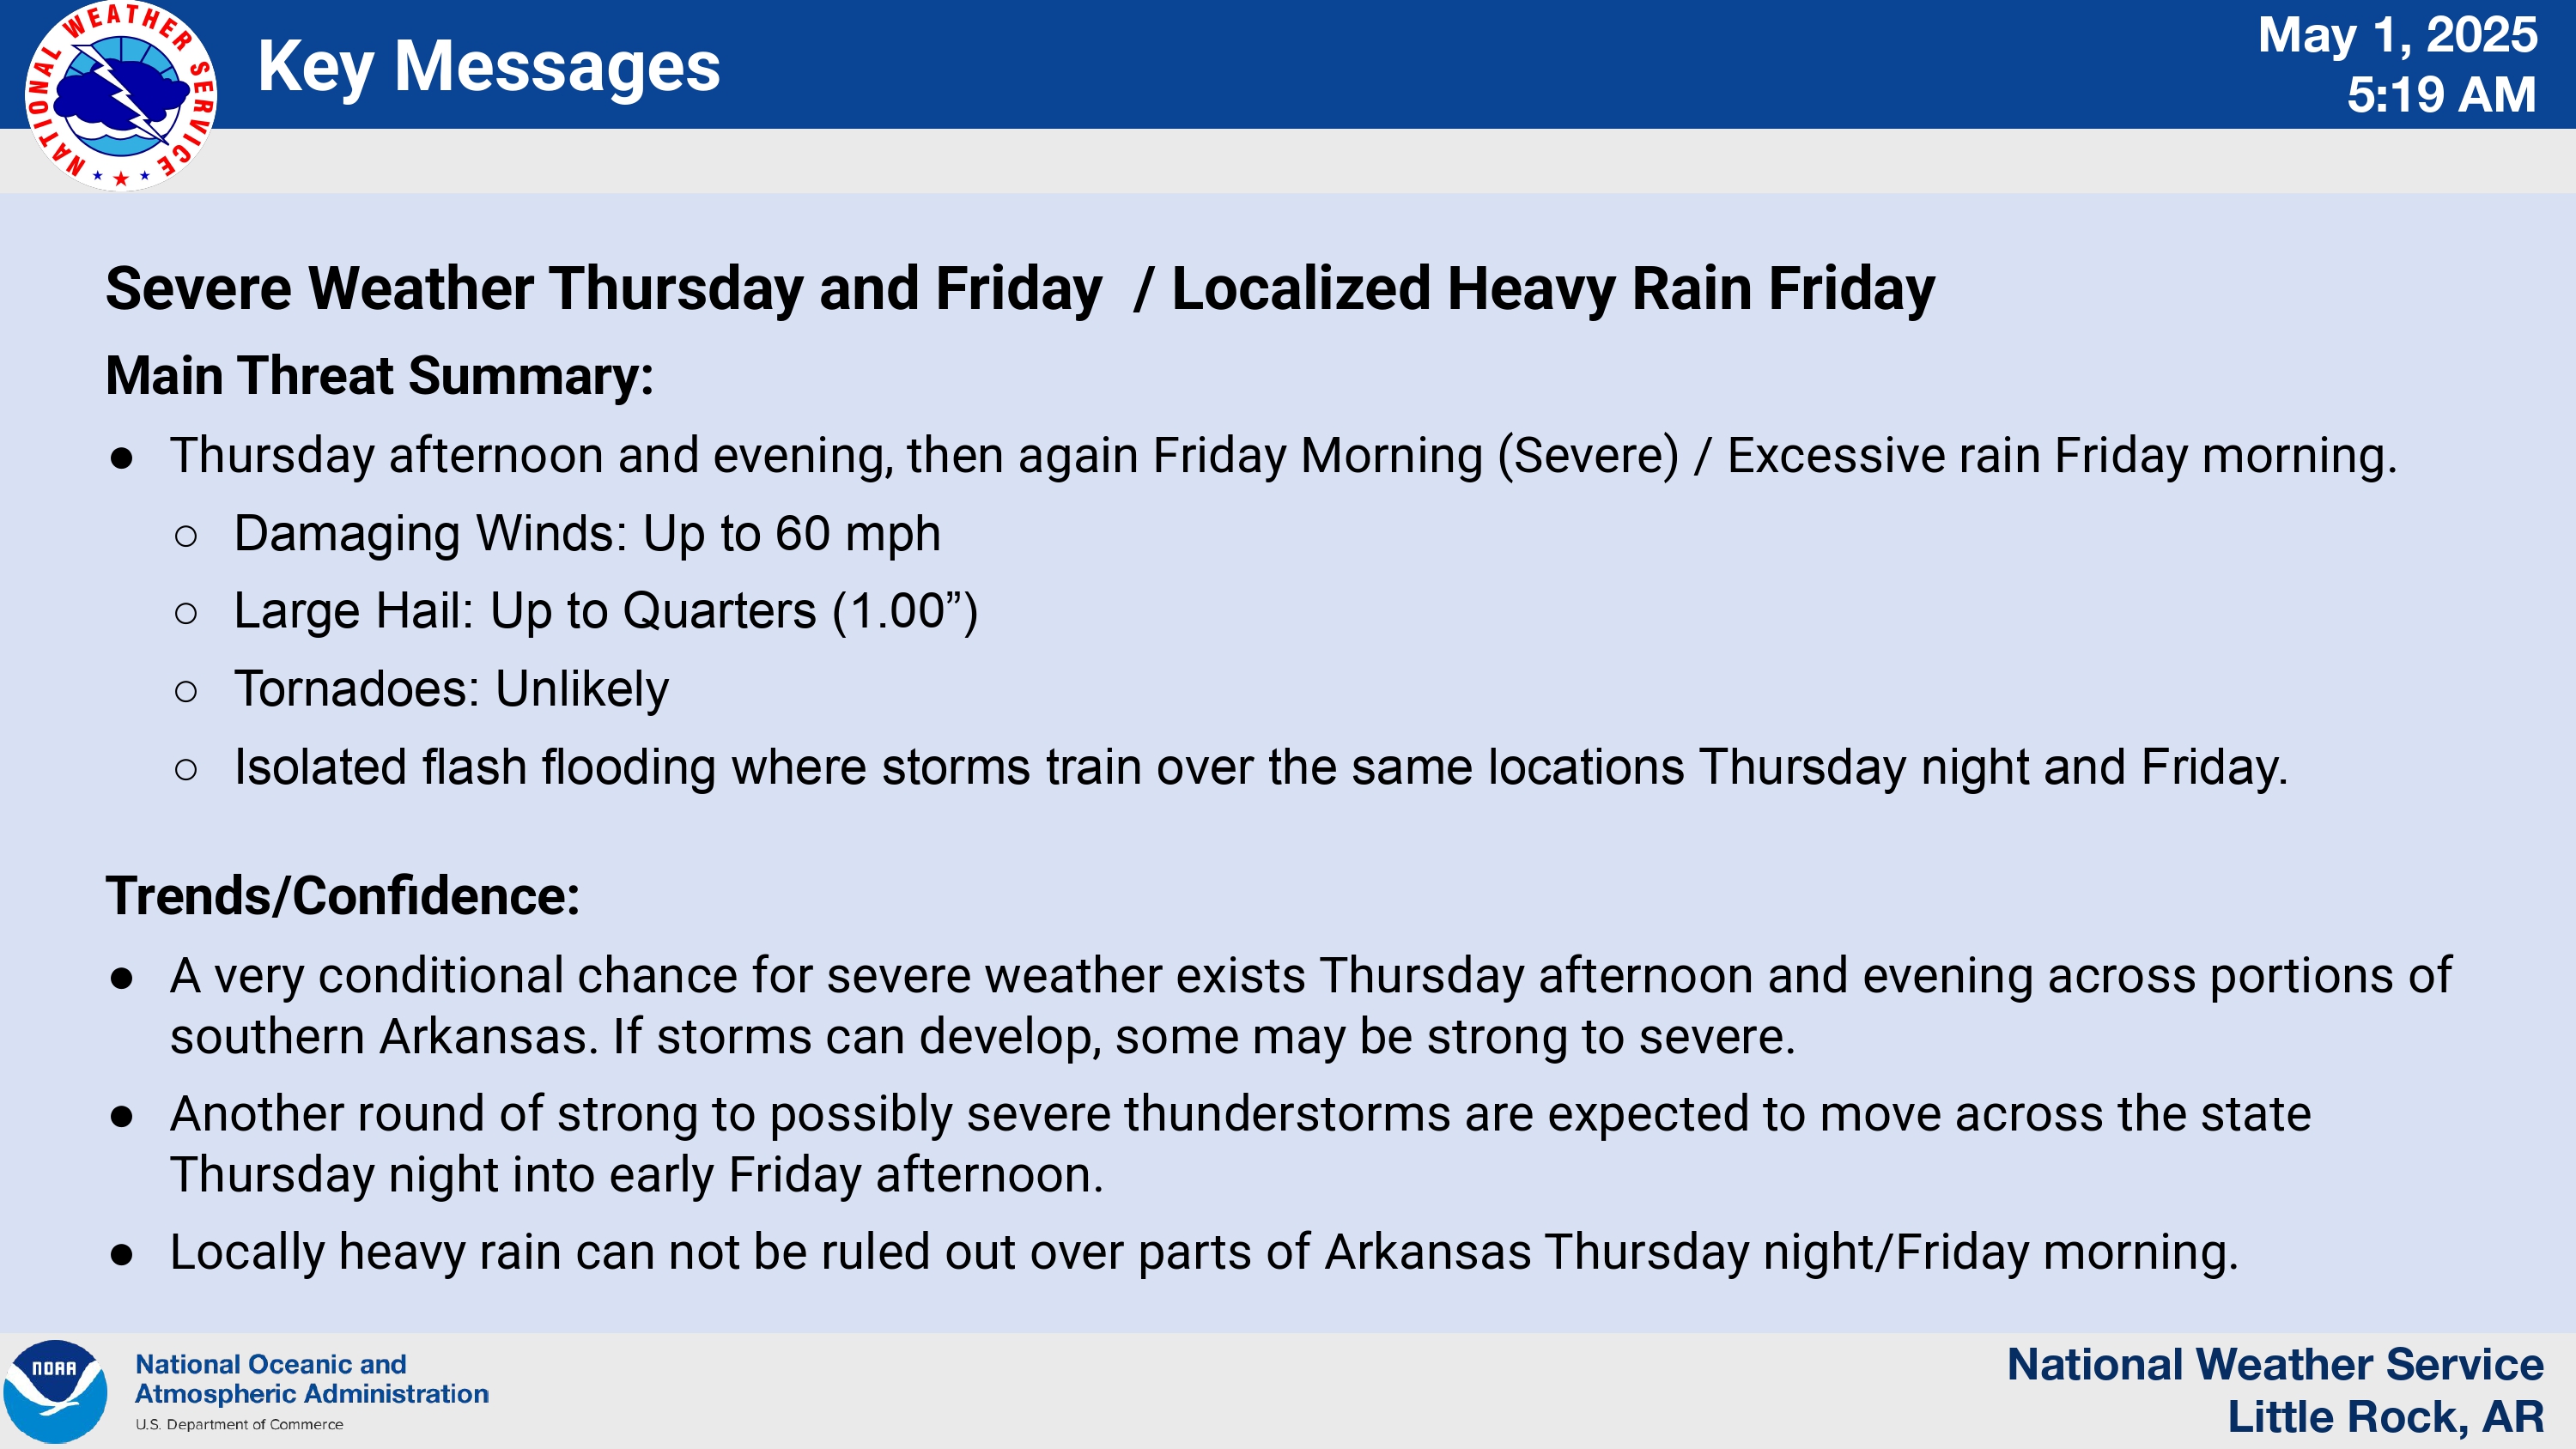 NATIONAL WEATHER SERVICE
Key Messages
May 1, 2025
5:19 AM
Severe Weather Thursday and Friday / Localized Heavy Rain Friday
Main Threat Summary:
● Thursday afternoon and evening, then again Friday Morning (Severe) / Excessive rain Friday morning.
○ Damaging Winds: Up to 60 mph
○ Large Hail: Up to Quarters (1.00”)
○ Tornadoes: Unlikely
○ Isolated flash flooding where storms train over the same locations Thursday night and Friday.
Trends/Confidence:
● A very conditional chance for severe weather exists Thursday afternoon and evening across portions of
southern Arkansas. If storms can develop, some may be strong to severe.
● Another round of strong to possibly severe thunderstorms are expected to move across the state
Thursday night into early Friday afternoon.
● Locally heavy rain can not be ruled out over parts of Arkansas Thursday night/Friday morning.
NOAA
National Oceanic and
Atmospheric Administration
U.S. Department of Commerce
National Weather Service
Little Rock, AR